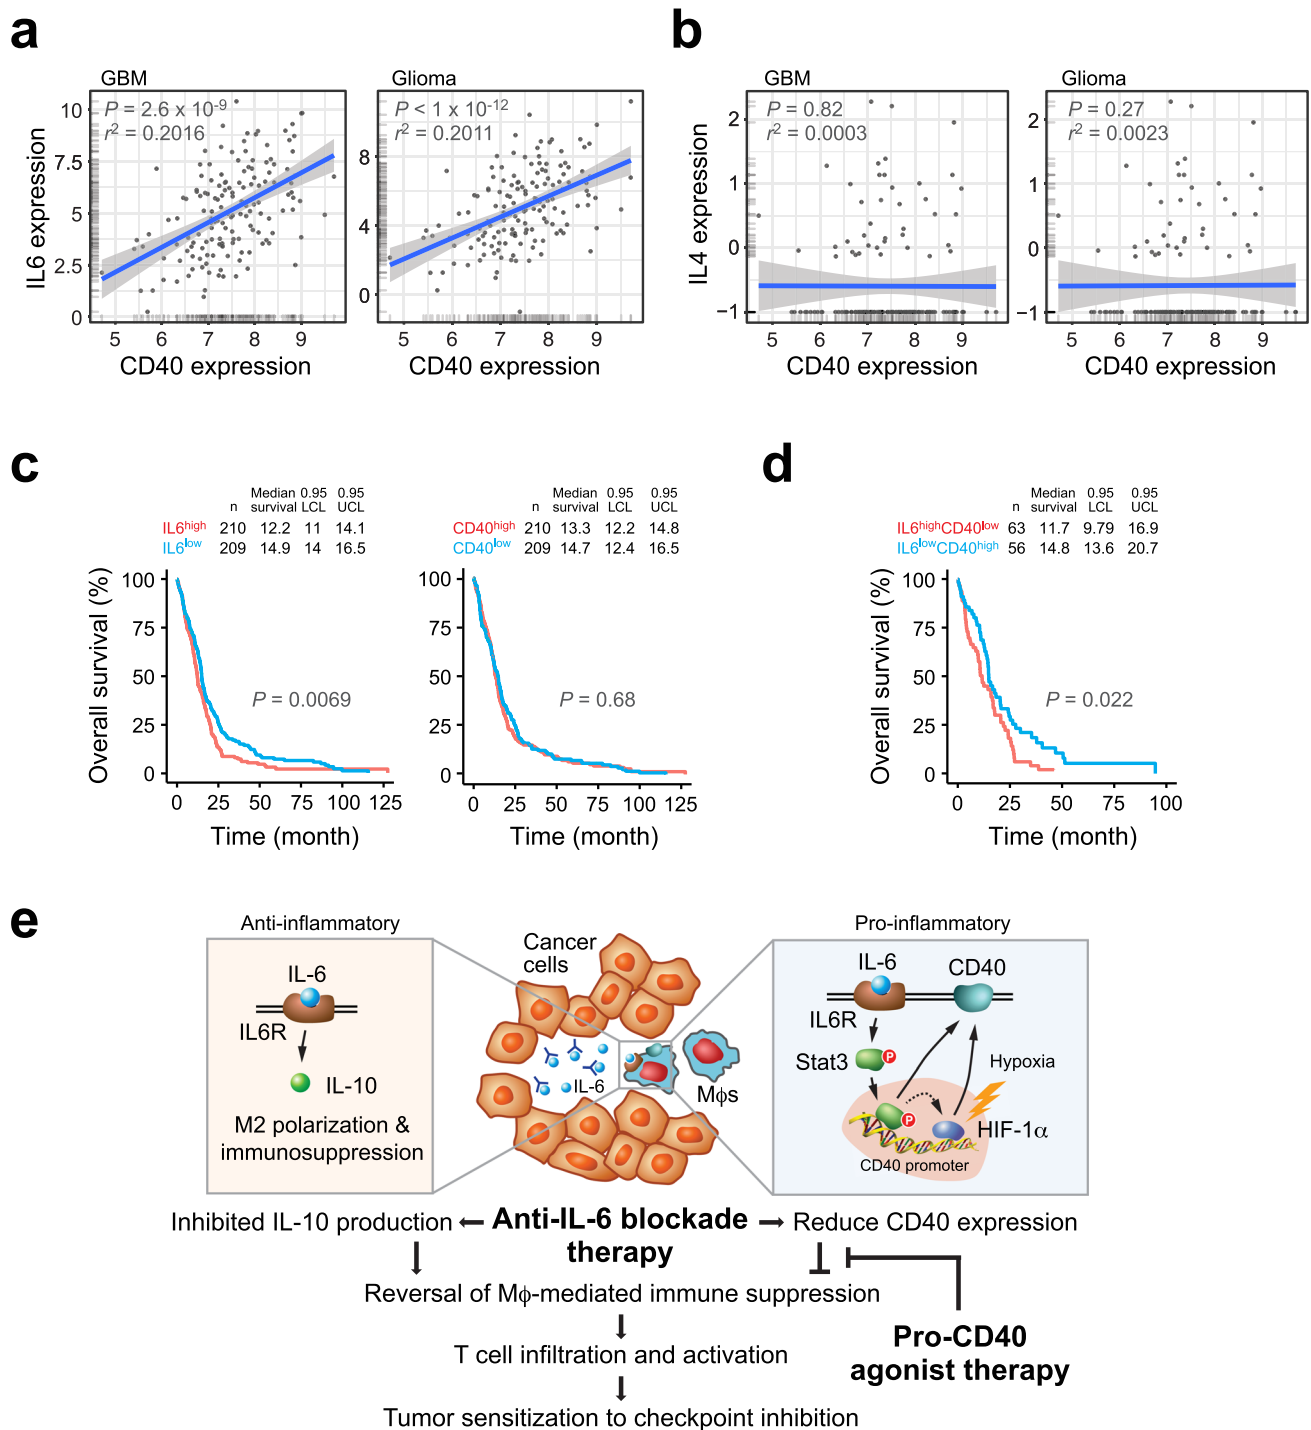 a
GBM
P = 2.6 x 10-9
r2 = 0.2016
10
7.5
5
2.5
0
IL6 expression
5 6 7 8 9
CD40 expression
Glioma
P < 1 x 10-12
r2 = 0.2011
8
4
0
5 6 7 8 9
CD40 expression
b
GBM
P = 0.82
r2 = 0.0003
2
1
0
−1
IL4 expression
5 6 7 8 9
CD40 expression
Glioma
P = 0.27
r2 = 0.0023
2
1
0
−1
5 6 7 8 9
CD40 expression
c
n Median survival 0.95 LCL 0.95 UCL
IL6high 210 12.2 11 14.1
IL6low 209 14.9 14 16.5
Overall survival (%)
100
75
50
25
0
P = 0.0069
0 25 50 75 100 125
Time (month)
n Median survival 0.95 LCL 0.95 UCL
CD40high 210 13.3 12.2 14.8
CD40low 209 14.7 12.4 16.5
100
75
50
25
0
P = 0.68
0 25 50 75 100 125
Time (month)
d
n Median survival 0.95 LCL 0.95 UCL
IL6highCD40low 63 11.7 9.79 16.9
IL6lowCD40high 56 14.8 13.6 20.7
Overall survival (%)
100
75
50
25
0
P = 0.022
0 25 50 75 100
Time (month)
e
Anti-inflammatory
IL-6
IL6R
IL-10
M2 polarization &
immunosuppression
Cancer
cells
IL-6
Mϕs
Pro-inflammatory
IL-6
CD40
IL6R
Stat3
P
Hypoxia
P
HIF-1α
CD40 promoter
Inhibited IL-10 production
Anti-IL-6 blockade
therapy
Reduce CD40 expression
Reversal of Mϕ-mediated immune suppression
T cell infiltration and activation
Pro-CD40
agonist therapy
Tumor sensitization to checkpoint inhibition